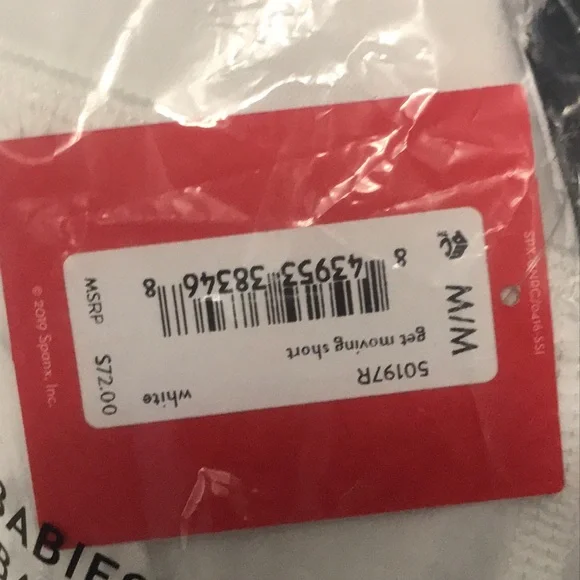 M/M
50197R
white
get moving short
8 43953 38346 8
MSRP $72.00
© 2019 Spanx, Inc.
BABIES